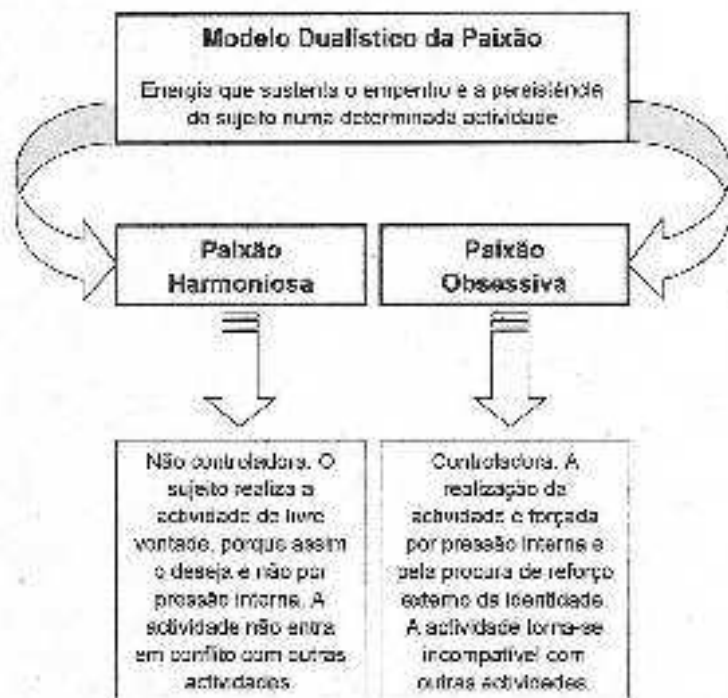 Modelo Dualístico da Paixão
Energia que sustenta o empenho e a persistência
do sujeito numa determinada actividade
Paixão
Harmoniosa
Paixão
Obsessiva
Não controladora. O
sujeito realiza a
actividade de livre
vontade, porque assim
o deseja e não por
pressão interna. A
actividade não entra
em conflito com outras
actividades.
Controladora. A
realização da
actividade é forçada
por pressão interna e
pela procura de reforço
externo da identidade.
A actividade torna-se
incompatível com
outras actividades.